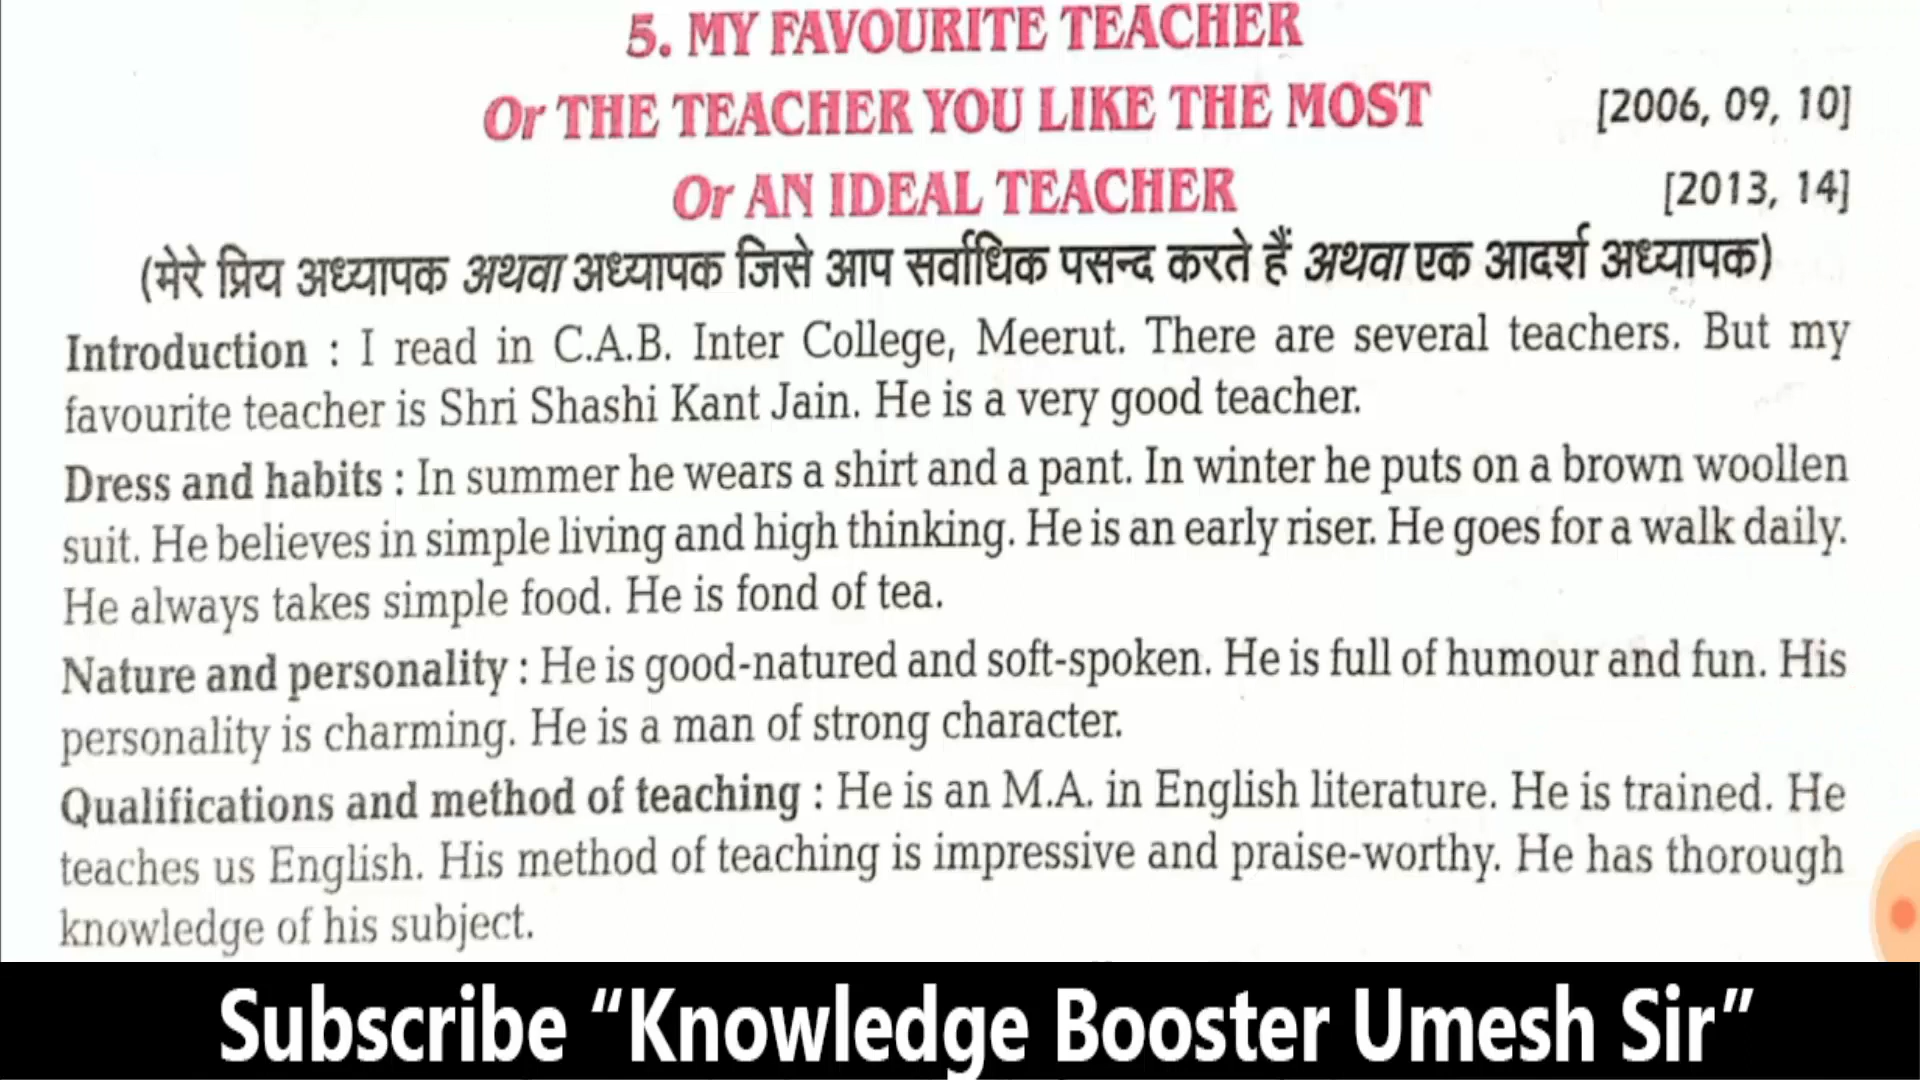 5. MY FAVOURITE TEACHER
Or THE TEACHER YOU LIKE THE MOST [2006, 09, 10]
Or AN IDEAL TEACHER [2013, 14]
(मेरे प्रिय अध्यापक अथवा अध्यापक जिसे आप सर्वाधिक पसन्द करते हैं अथवा एक आदर्श अध्यापक)
Introduction : I read in C.A.B. Inter College, Meerut. There are several teachers. But my
favourite teacher is Shri Shashi Kant Jain. He is a very good teacher.
Dress and habits : In summer he wears a shirt and a pant. In winter he puts on a brown woollen
suit. He believes in simple living and high thinking. He is an early riser. He goes for a walk daily.
He always takes simple food. He is fond of tea.
Nature and personality : He is good-natured and soft-spoken. He is full of humour and fun. His
personality is charming. He is a man of strong character.
Qualifications and method of teaching : He is an M.A. in English literature. He is trained. He
teaches us English. His method of teaching is impressive and praise-worthy. He has thorough
knowledge of his subject.
Subscribe “Knowledge Booster Umesh Sir”